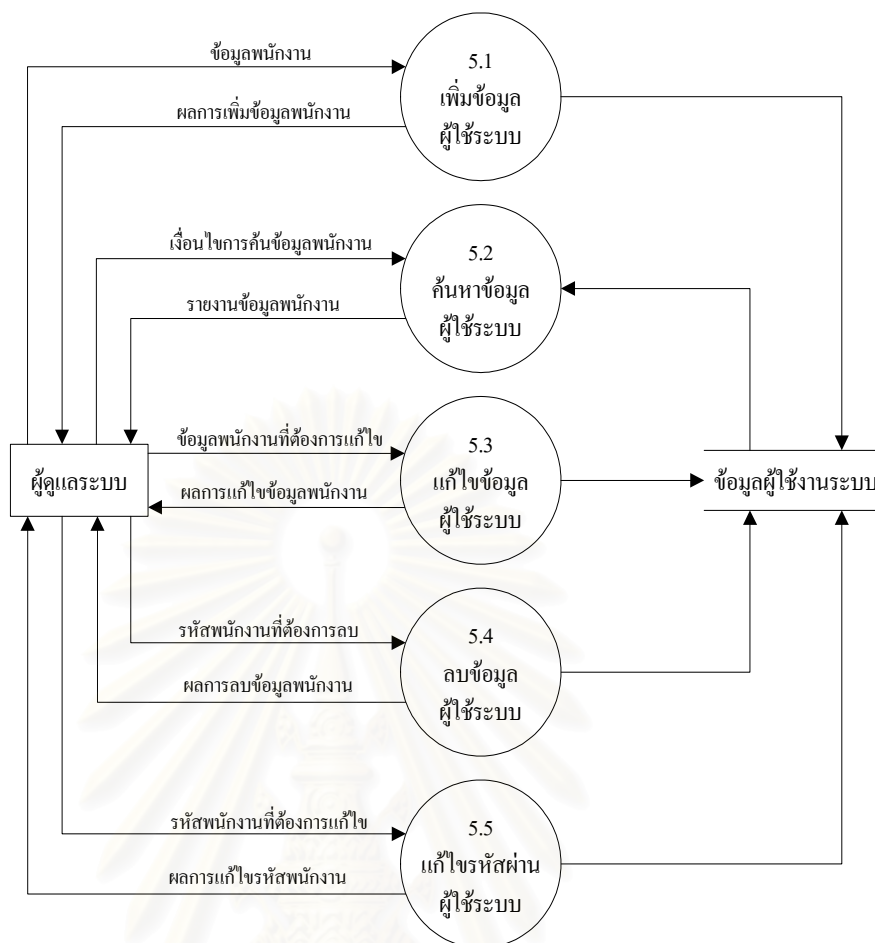 ข้อมูลพนักงาน
5.1
เพิ่มข้อมูล
ผู้ใช้ระบบ
ผลการเพิ่มข้อมูลพนักงาน
เงื่อนไขการค้นข้อมูลพนักงาน
5.2
ค้นหาข้อมูล
ผู้ใช้ระบบ
รายงานข้อมูลพนักงาน
ข้อมูลพนักงานที่ต้องการแก้ไข
5.3
แก้ไขข้อมูล
ผู้ใช้ระบบ
ผู้ดูแลระบบ
ผลการแก้ไขข้อมูลพนักงาน
ข้อมูลผู้ใช้งานระบบ
รหัสพนักงานที่ต้องการลบ
5.4
ลบข้อมูล
ผู้ใช้ระบบ
ผลการลบข้อมูลพนักงาน
รหัสพนักงานที่ต้องการแก้ไข
5.5
แก้ไขรหัสผ่าน
ผู้ใช้ระบบ
ผลการแก้ไขรหัสพนักงาน